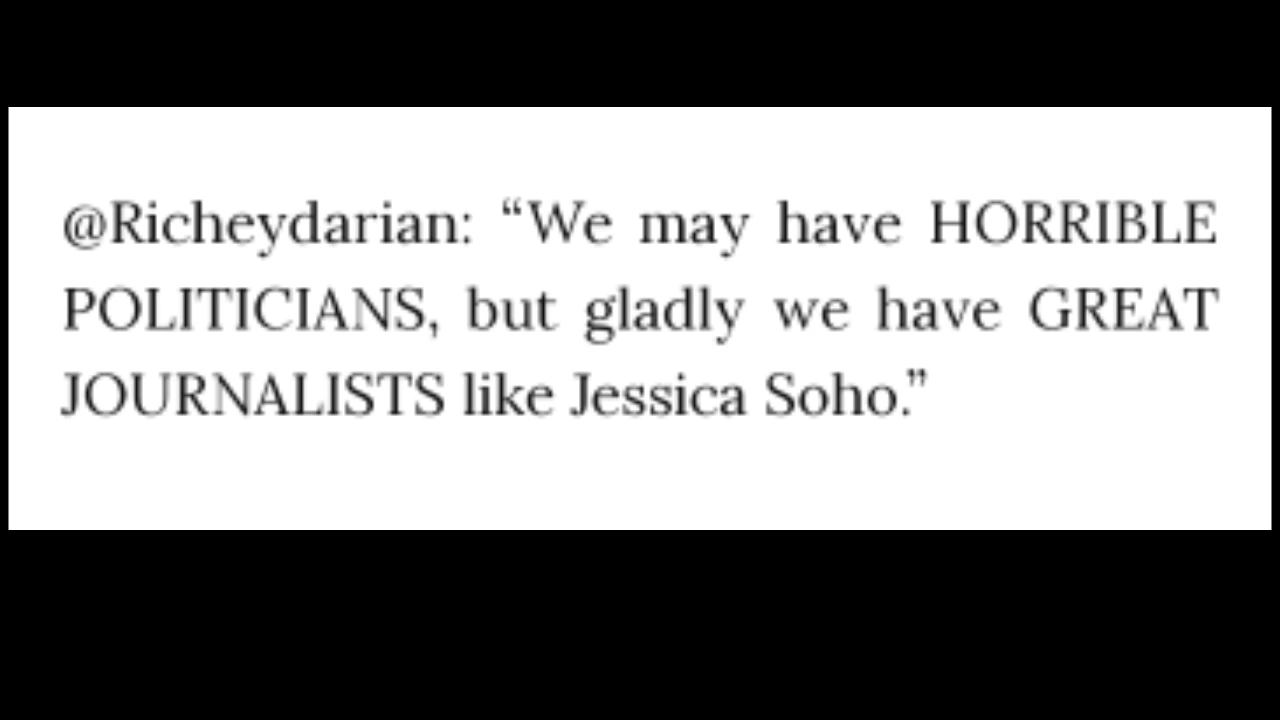 @Richeydarian: “We may have HORRIBLE
POLITICIANS, but gladly we have GREAT
JOURNALISTS like Jessica Soho.”